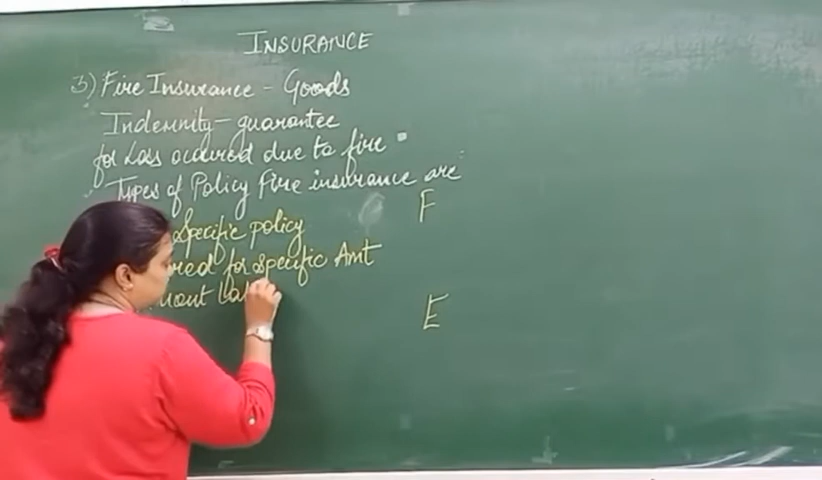 INSURANCE
3) Fire Insurance - Goods
Indemnity - guarantee
for Loss occured due to fire
Types of Policy fire insurance are
Specific policy
for specific Amt
F
E